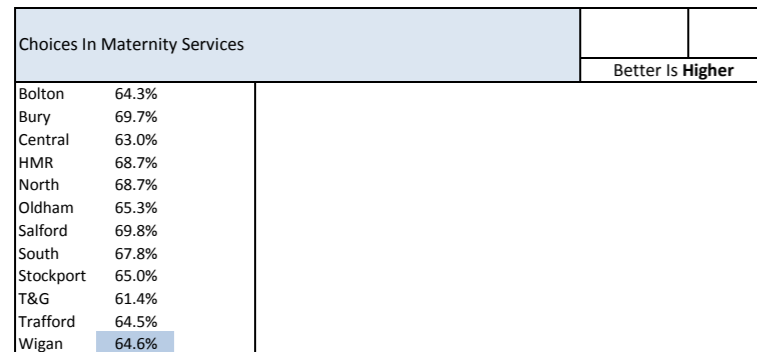 Choices In Maternity Services
Better Is Higher
Bolton 64.3%
Bury 69.7%
Central 63.0%
HMR 68.7%
North 68.7%
Oldham 65.3%
Salford 69.8%
South 67.8%
Stockport 65.0%
T&G 61.4%
Trafford 64.5%
Wigan 64.6%